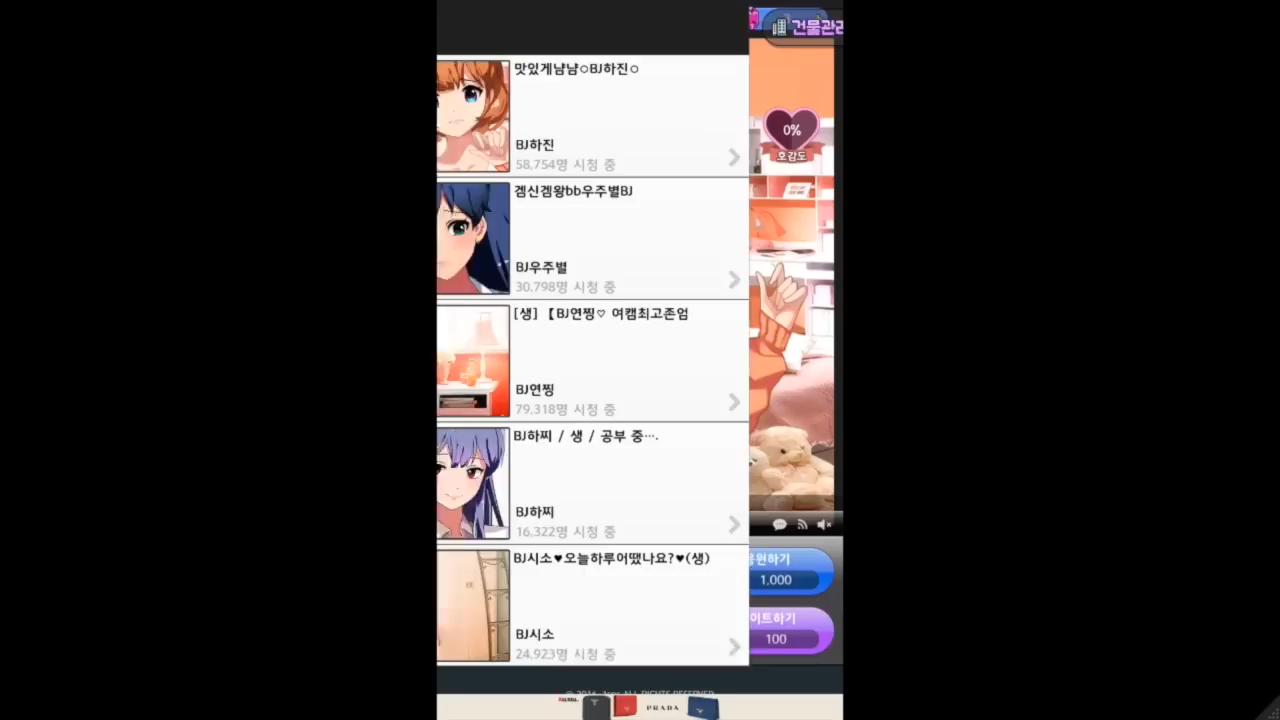 건물관리
맛있게냠냠○BJ하진○
BJ하진
58,754명 시청 중
0%
호감도
겜신겜왕bb우주별BJ
BJ우주별
30,798명 시청 중
[생] 【BJ연찡♡ 여캠최고존엄
BJ연찡
79,318명 시청 중
BJ하찌 / 생 / 공부 중….
BJ하찌
16,322명 시청 중
BJ시소♥오늘하루어땠나요?♥(생)
BJ시소
24,923명 시청 중
원하기
1,000
이트하기
100
ALL RIGHTS RESERVED
PRADA